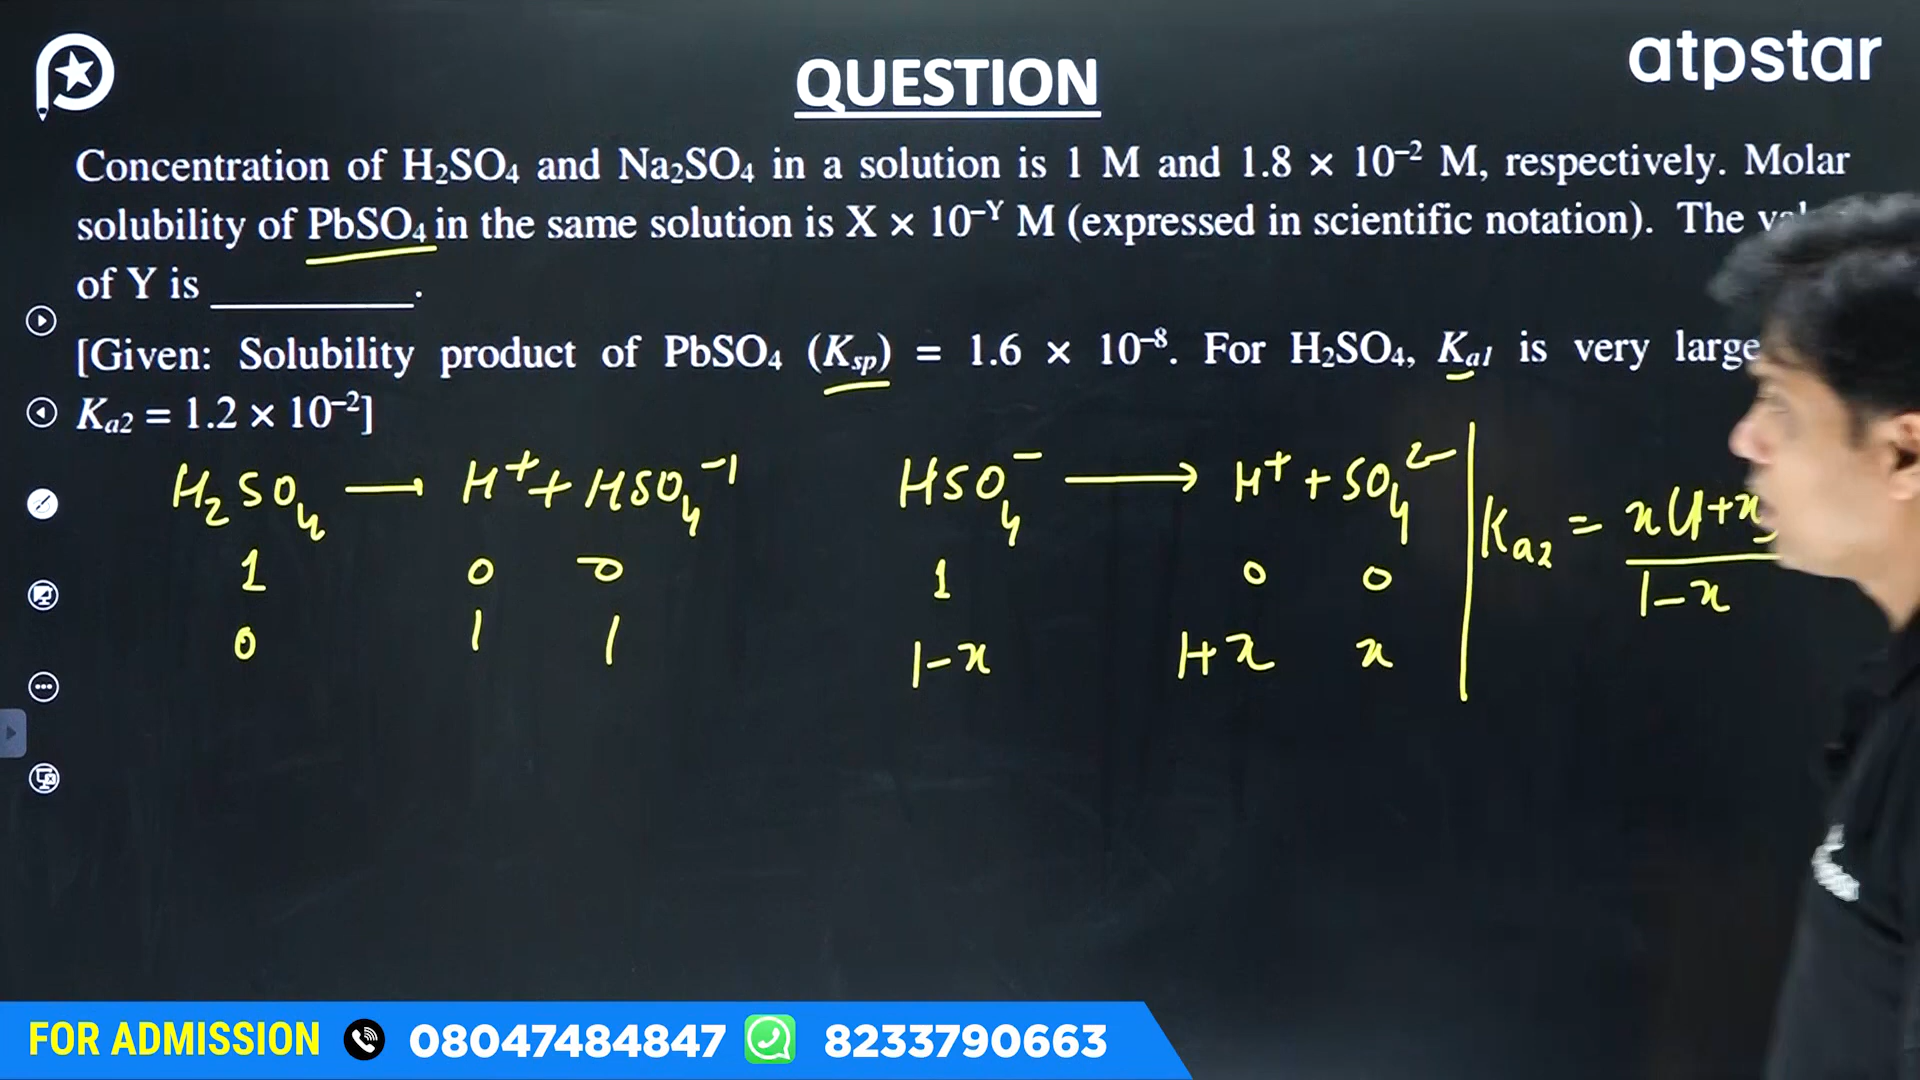 atpstar
QUESTION
Concentration of H₂SO₄ and Na₂SO₄ in a solution is 1 M and 1.8 × 10⁻² M, respectively. Molar
solubility of PbSO₄ in the same solution is X × 10⁻ʸ M (expressed in scientific notation). The
of Y is __________.
[Given: Solubility product of PbSO₄ (Kₛₚ) = 1.6 × 10⁻⁸. For H₂SO₄, Kₐ₁ is very large
Kₐ₂ = 1.2 × 10⁻²]
H₂SO₄ → H⁺ + HSO₄⁻¹ HSO₄⁻ → H⁺ + SO₄²⁻ Kₐ₂ = x(1+x)/1-x
1 0 0 1 0 0
0 1 1 1-x 1+x x
FOR ADMISSION 08047484847 8233790663